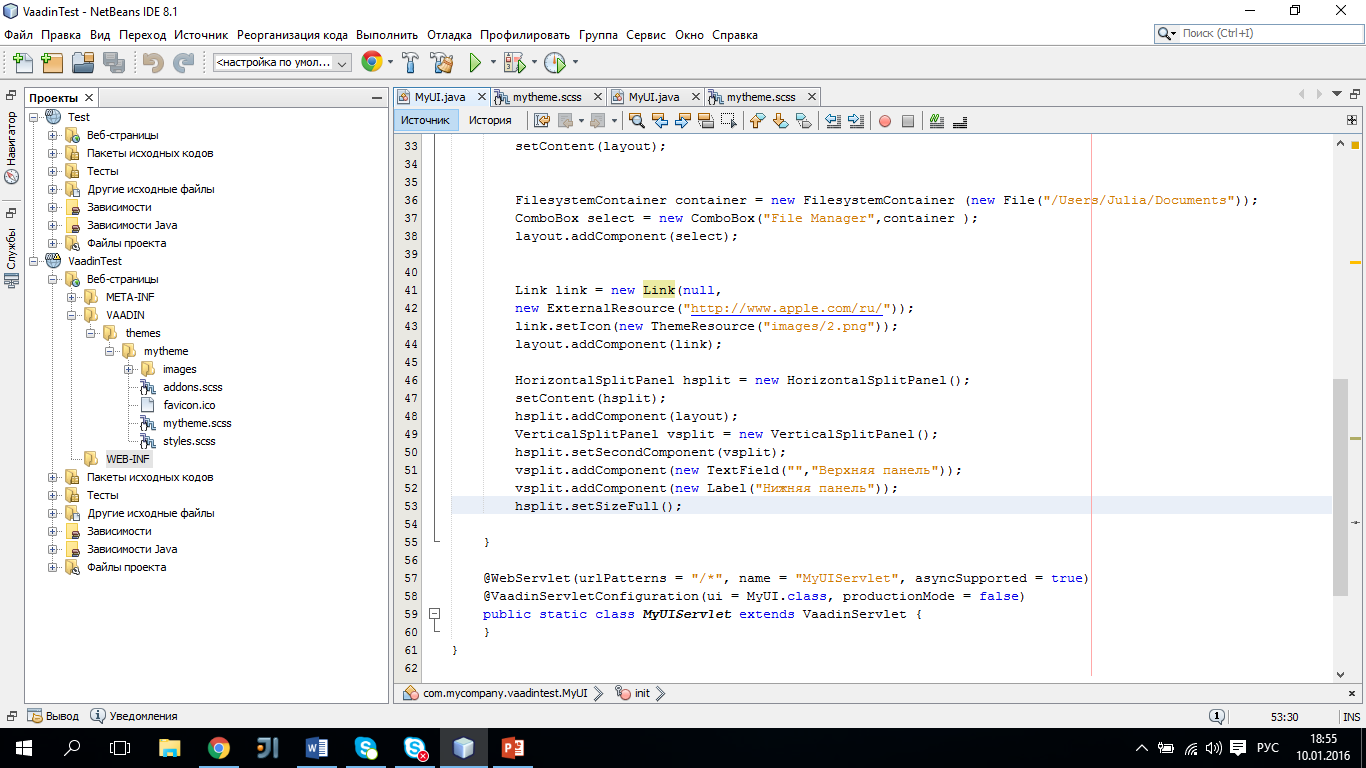 VaadinTest - NetBeans IDE 8.1
Файл Правка Вид Переход Источник Реорганизация кода Выполнить Отладка Профилировать Группа Сервис Окно Справка
Поиск (Ctrl+I)
<настройка по умол...
Проекты
MyUI.java mytheme.scss MyUI.java mytheme.scss
Источник История
Навигатор
Службы
Test
Веб-страницы
Пакеты исходных кодов
Тесты
Другие исходные файлы
Зависимости
Зависимости Java
Файлы проекта
VaadinTest
Веб-страницы
META-INF
VAADIN
themes
mytheme
images
addons.scss
favicon.ico
mytheme.scss
styles.scss
WEB-INF
Пакеты исходных кодов
Тесты
Другие исходные файлы
Зависимости
Зависимости Java
Файлы проекта
33 setContent(layout);
34
35
36 FilesystemContainer container = new FilesystemContainer (new File("/Users/Julia/Documents"));
37 ComboBox select = new ComboBox("File Manager",container );
38 layout.addComponent(select);
39
40
41 Link link = new Link(null,
42 new ExternalResource("http://www.apple.com/ru/"));
43 link.setIcon(new ThemeResource("images/2.png"));
44 layout.addComponent(link);
45
46 HorizontalSplitPanel hsplit = new HorizontalSplitPanel();
47 setContent(hsplit);
48 hsplit.addComponent(layout);
49 VerticalSplitPanel vsplit = new VerticalSplitPanel();
50 hsplit.setSecondComponent(vsplit);
51 vsplit.addComponent(new TextField("","Верхняя панель"));
52 vsplit.addComponent(new Label("Нижняя панель"));
53 hsplit.setSizeFull();
54
55 }
56
57 @WebServlet(urlPatterns = "/*", name = "MyUIServlet", asyncSupported = true)
58 @VaadinServletConfiguration(ui = MyUI.class, productionMode = false)
59 public static class MyUIServlet extends VaadinServlet {
60 }
61 }
62
com.mycompany.vaadintest.MyUI init
Вывод Уведомления
1 53:30 INS
РУС
18:55
10.01.2016